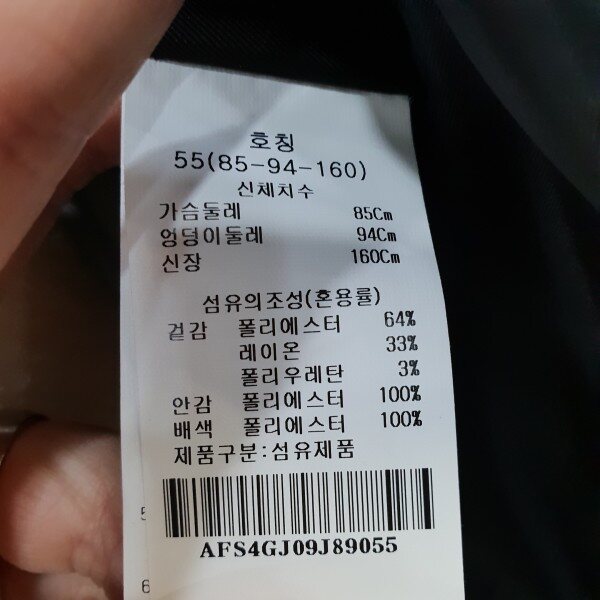 호칭
55(85-94-160)
신체치수
가슴둘레 85Cm
엉덩이둘레 94Cm
신장 160Cm
섬유의조성(혼용률)
겉감 폴리에스터 64%
레이온 33%
폴리우레탄 3%
안감 폴리에스터 100%
배색 폴리에스터 100%
제품구분:섬유제품
AFS4GJ09J89055
6